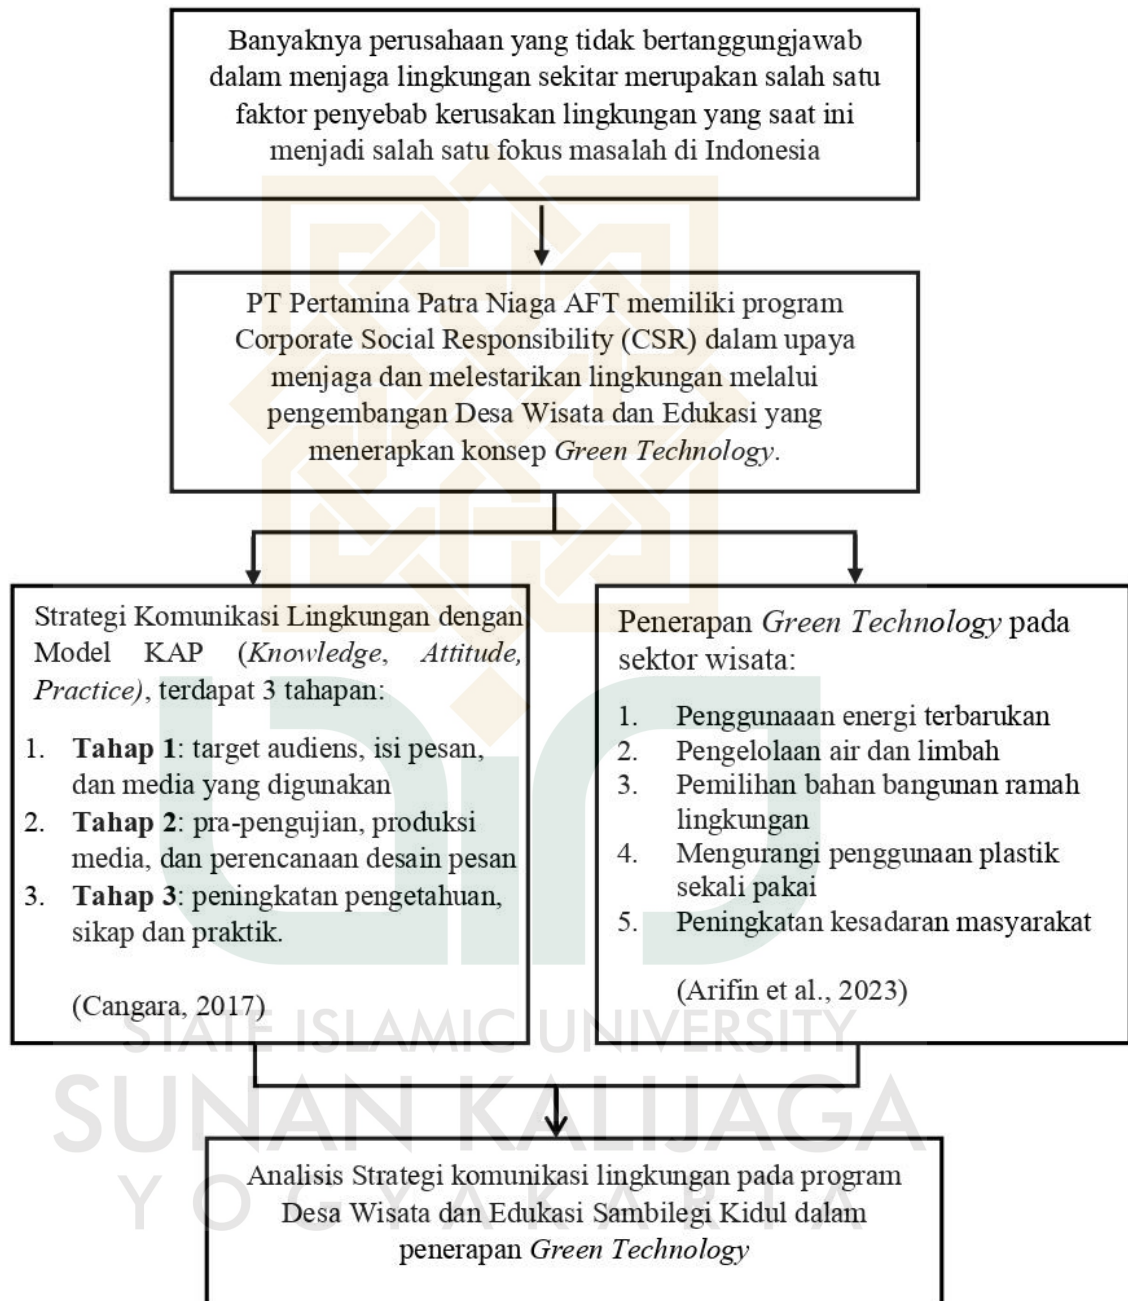 Banyaknya perusahaan yang tidak bertanggungjawab
dalam menjaga lingkungan sekitar merupakan salah satu
faktor penyebab kerusakan lingkungan yang saat ini
menjadi salah satu fokus masalah di Indonesia
PT Pertamina Patra Niaga AFT memiliki program
Corporate Social Responsibility (CSR) dalam upaya
menjaga dan melestarikan lingkungan melalui
pengembangan Desa Wisata dan Edukasi yang
menerapkan konsep Green Technology.
Strategi Komunikasi Lingkungan dengan
Model KAP (Knowledge, Attitude,
Practice), terdapat 3 tahapan:
1. Tahap 1: target audiens, isi pesan,
dan media yang digunakan
2. Tahap 2: pra-pengujian, produksi
media, dan perencanaan desain pesan
3. Tahap 3: peningkatan pengetahuan,
sikap dan praktik.
(Cangara, 2017)
Penerapan Green Technology pada
sektor wisata:
1. Penggunaaan energi terbarukan
2. Pengelolaan air dan limbah
3. Pemilihan bahan bangunan ramah
lingkungan
4. Mengurangi penggunaan plastik
sekali pakai
5. Peningkatan kesadaran masyarakat
(Arifin et al., 2023)
STATE ISLAMIC UNIVERSITY
SUNAN KALIJAGA
YOGYAKARTA
Analisis Strategi komunikasi lingkungan pada program
Desa Wisata dan Edukasi Sambilegi Kidul dalam
penerapan Green Technology